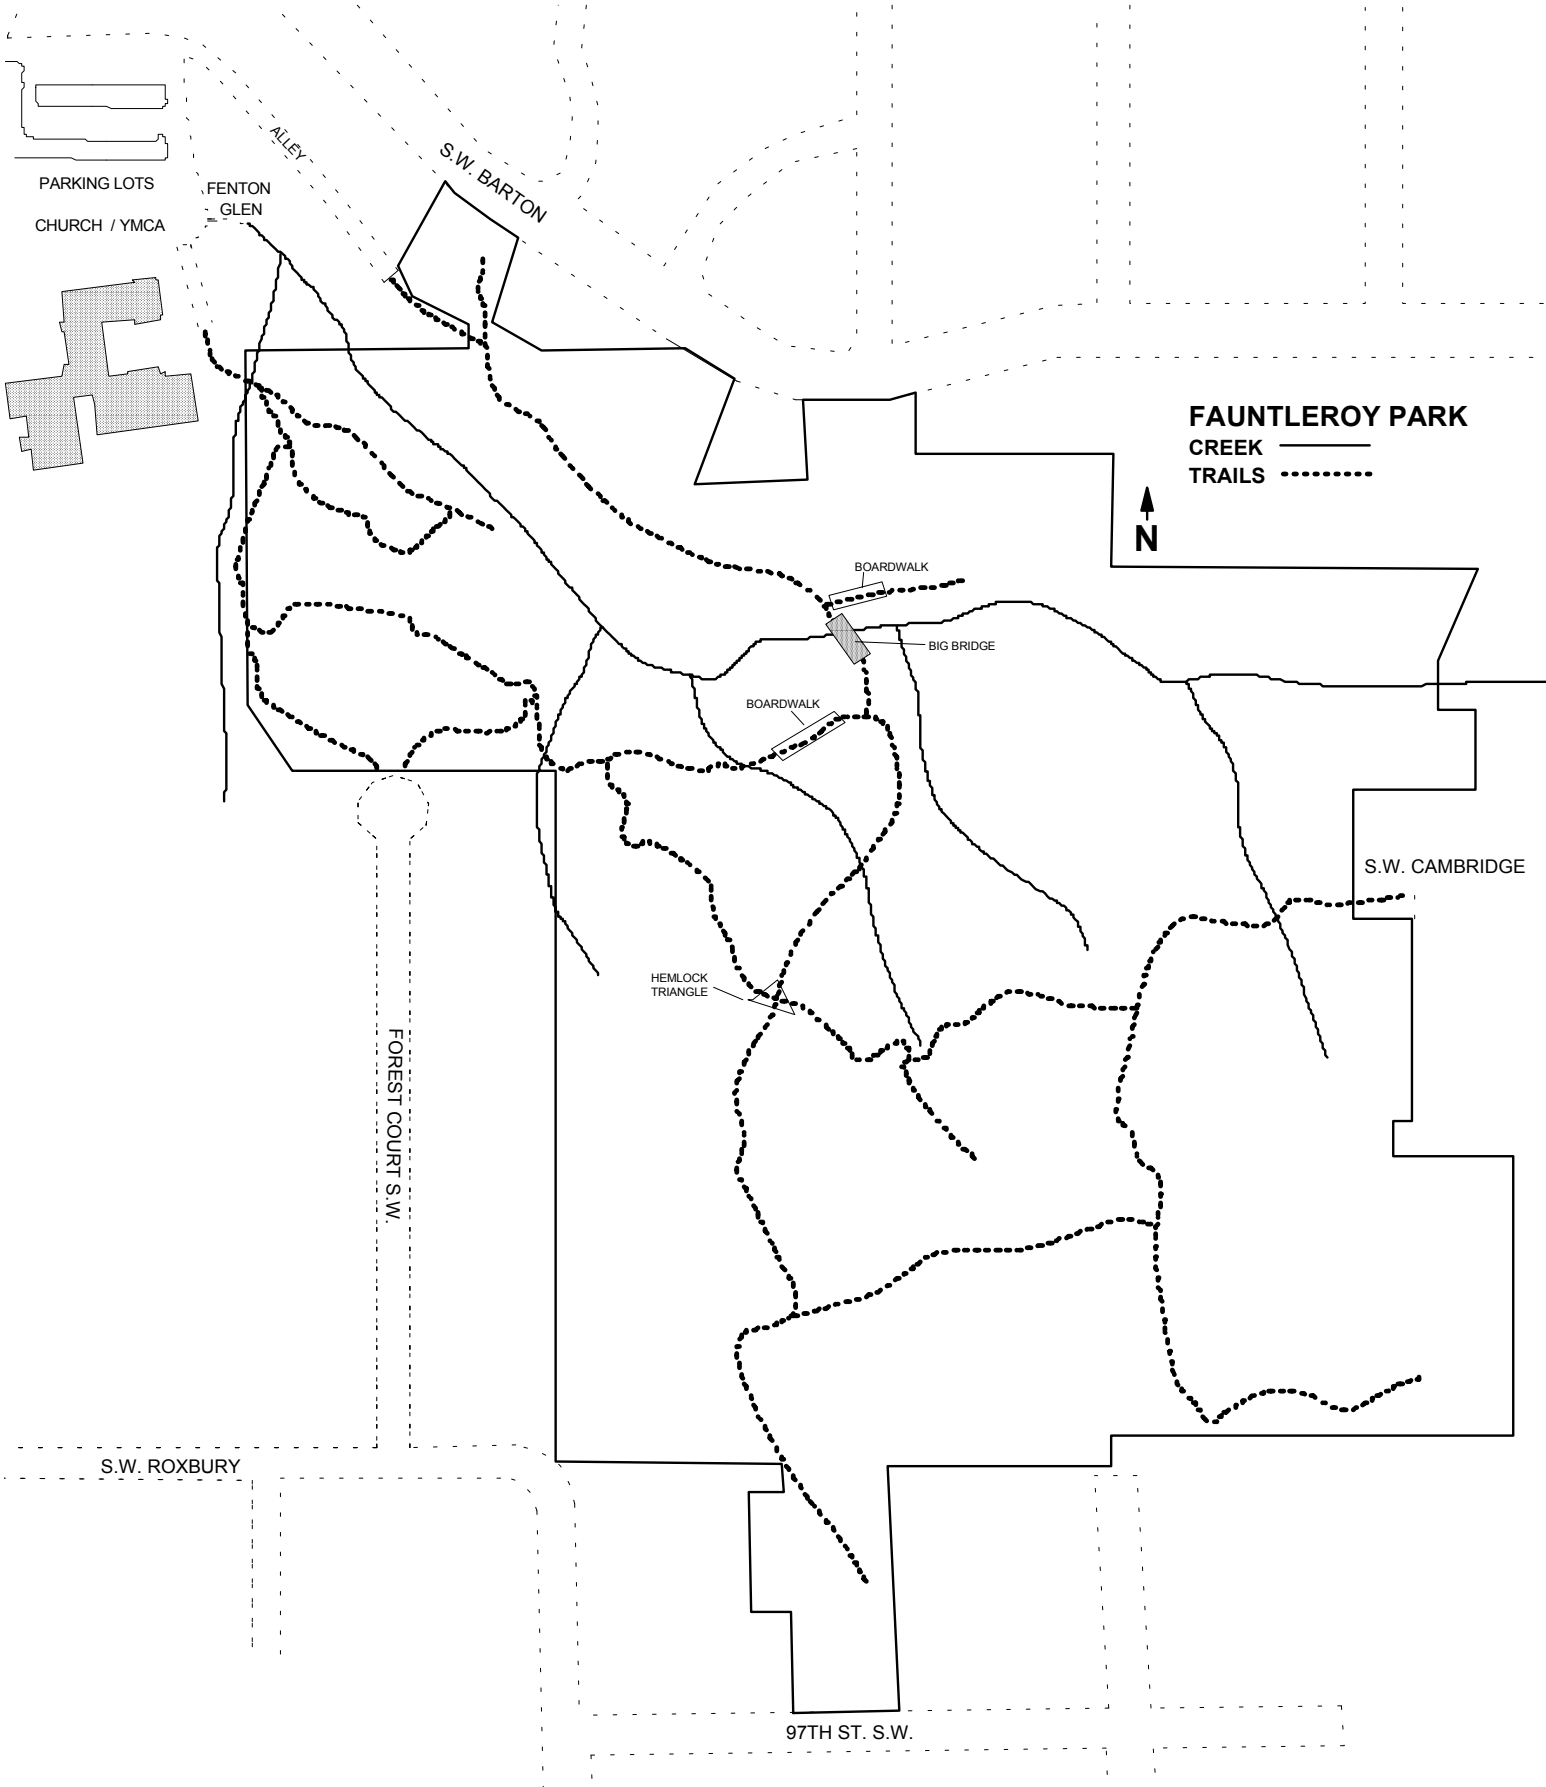 ALLEY
S.W. BARTON
PARKING LOTS
CHURCH / YMCA
FENTON
GLEN
FAUNTLEROY PARK
CREEK
TRAILS
N
BOARDWALK
BIG BRIDGE
BOARDWALK
S.W. CAMBRIDGE
HEMLOCK
TRIANGLE
FOREST COURT S.W.
S.W. ROXBURY
97TH ST. S.W.